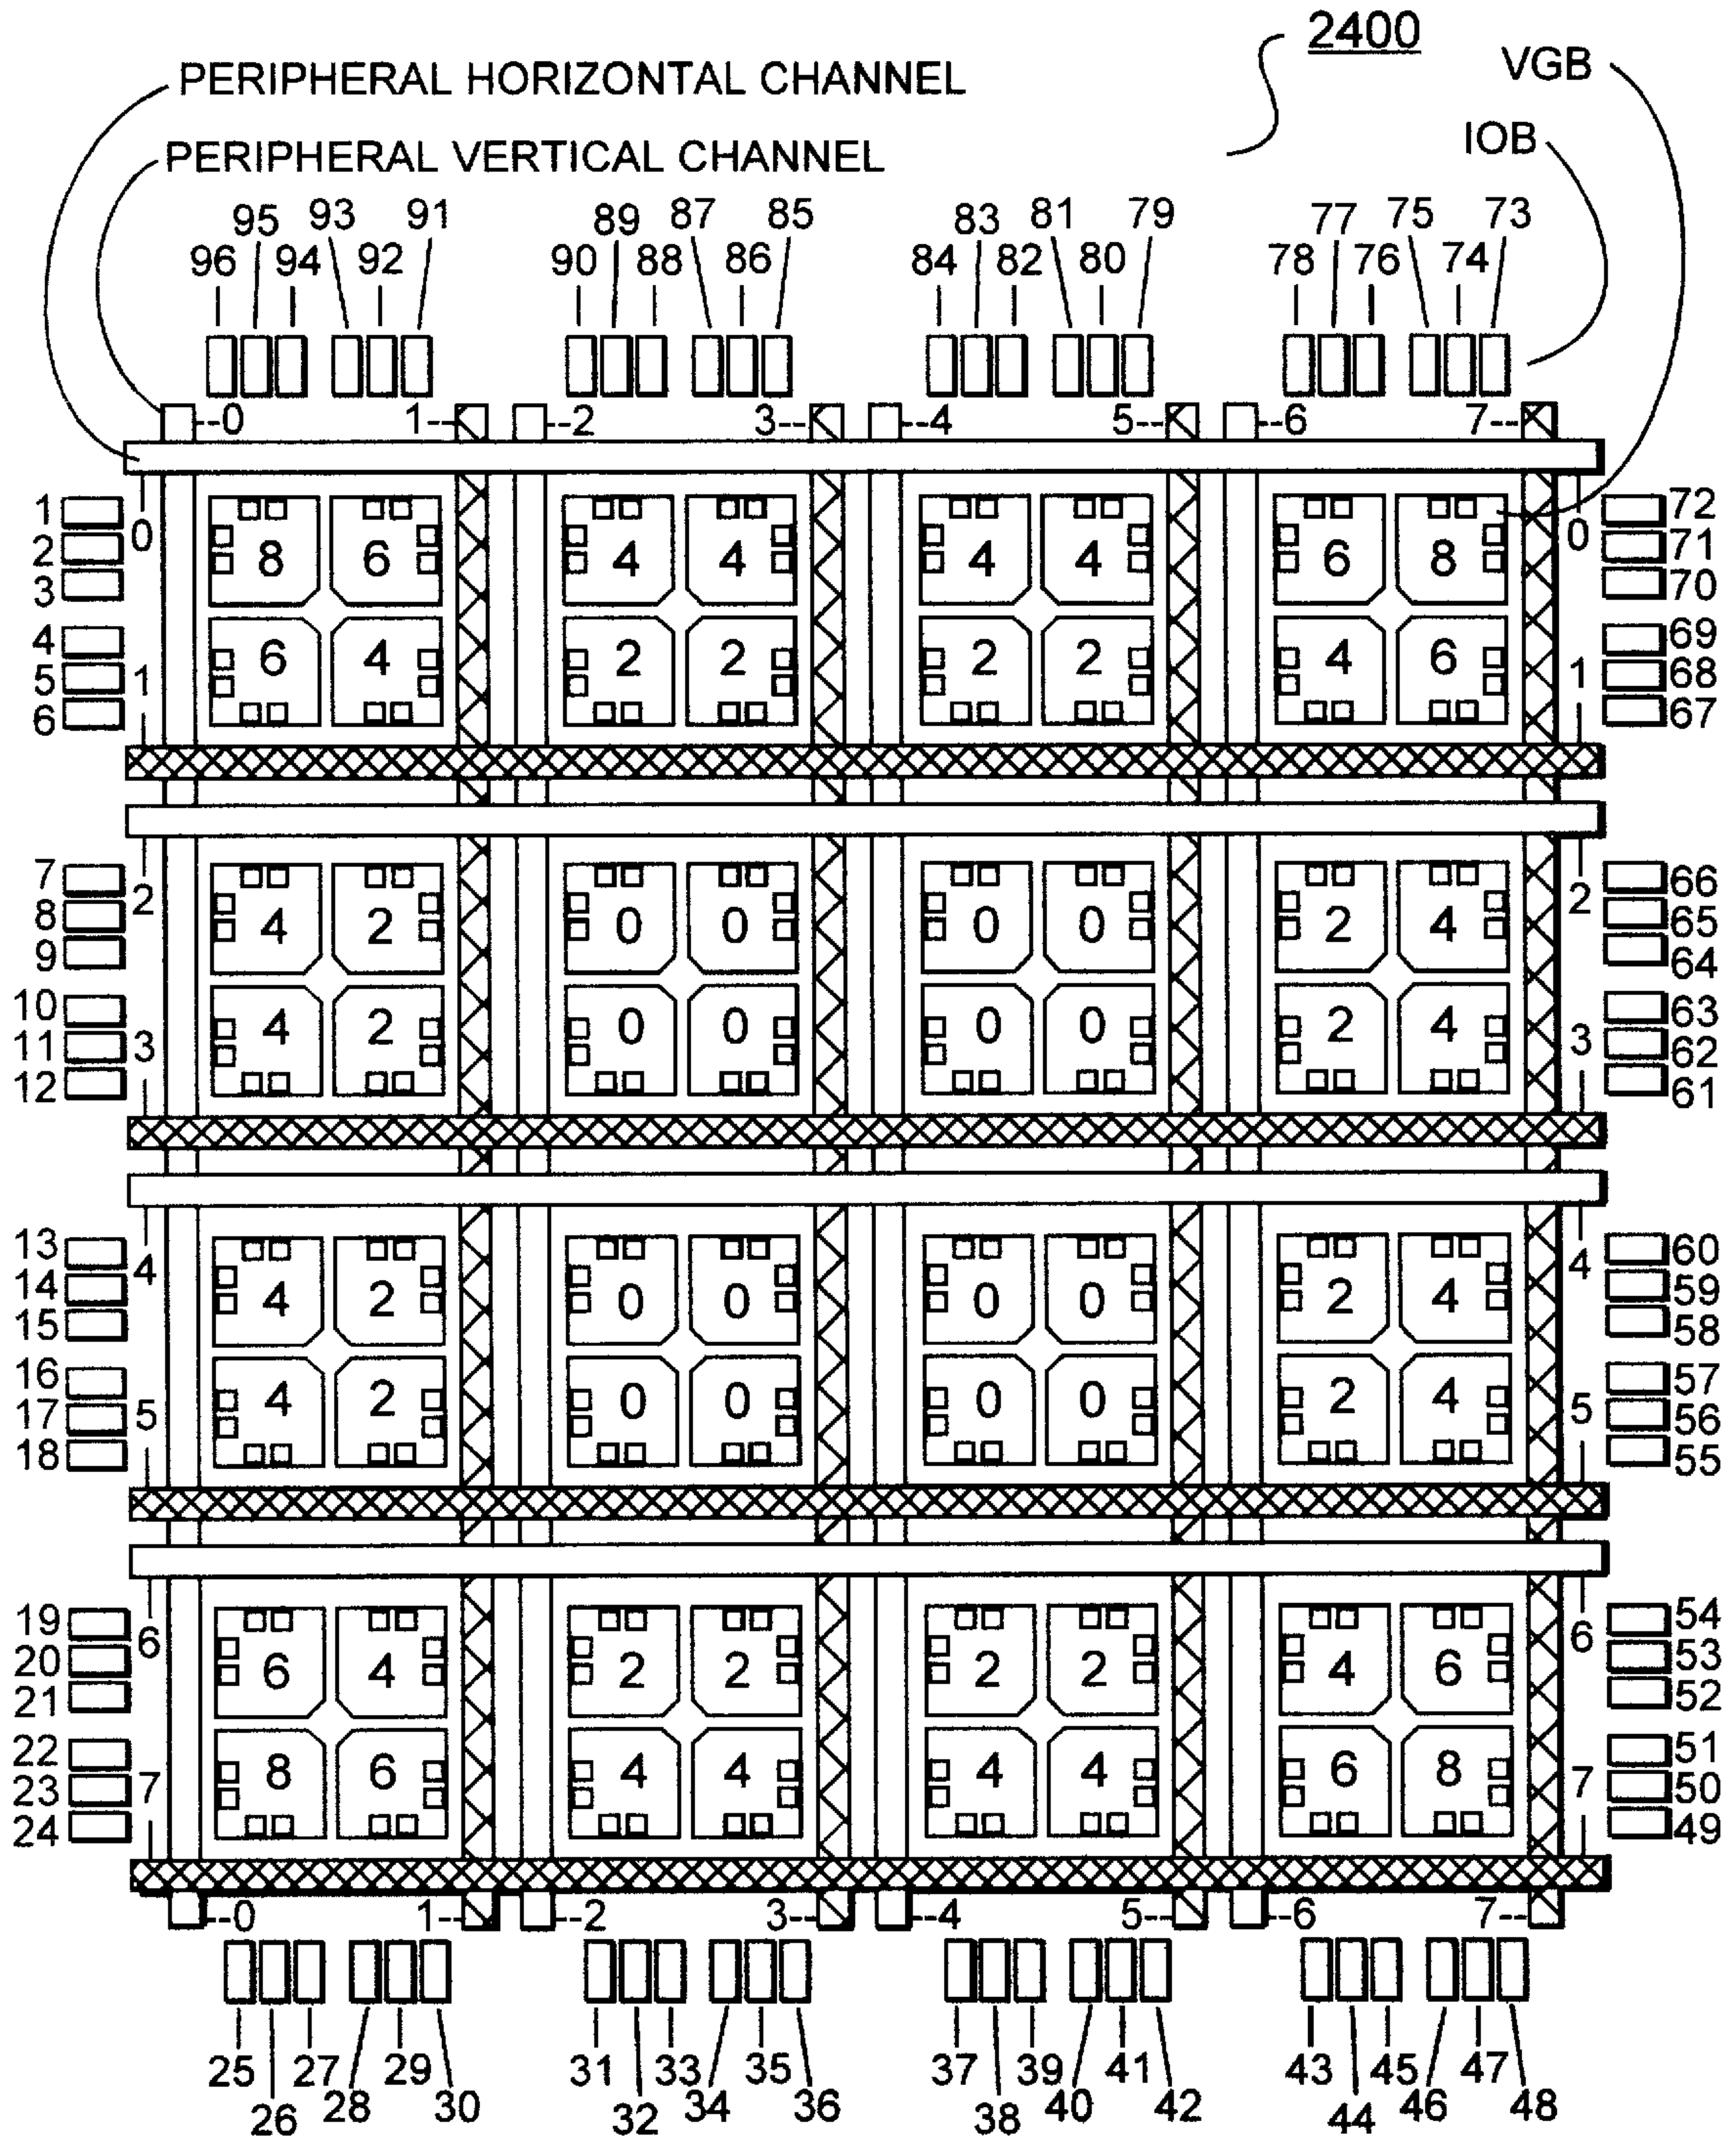 2400
VGB
PERIPHERAL HORIZONTAL CHANNEL
IOB
PERIPHERAL VERTICAL CHANNEL
95 93 91 89 87 85 83 81 79 77 75 73
96 94 92 90 88 86 84 82 80 78 76 74
--0 1-- --2 3-- --4 5-- --6 7--
1 72
0 0
2 71
8 6 4 4 4 4 6 8
3 70
4 69
6 4 2 2 2 2 4 6
5 1 1 68
6 67
7 66
2 2
8 65
4 2 0 0 0 0 2 4
9 64
10 63
4 2 0 0 0 0 2 4
11 3 3 62
12 61
13 60
4 4
14 59
4 2 0 0 0 0 2 4
15 58
16 57
4 2 0 0 0 0 2 4
17 5 5 56
18 55
19 54
6 6
20 53
6 4 2 2 2 2 4 6
21 52
22 51
8 6 4 4 4 4 6 8
23 7 7 50
24 49
--0 1-- --2 3-- --4 5-- --6 7--
25 27 29 31 33 35 37 39 41 43 45 47
26 28 30 32 34 36 38 40 42 44 46 48